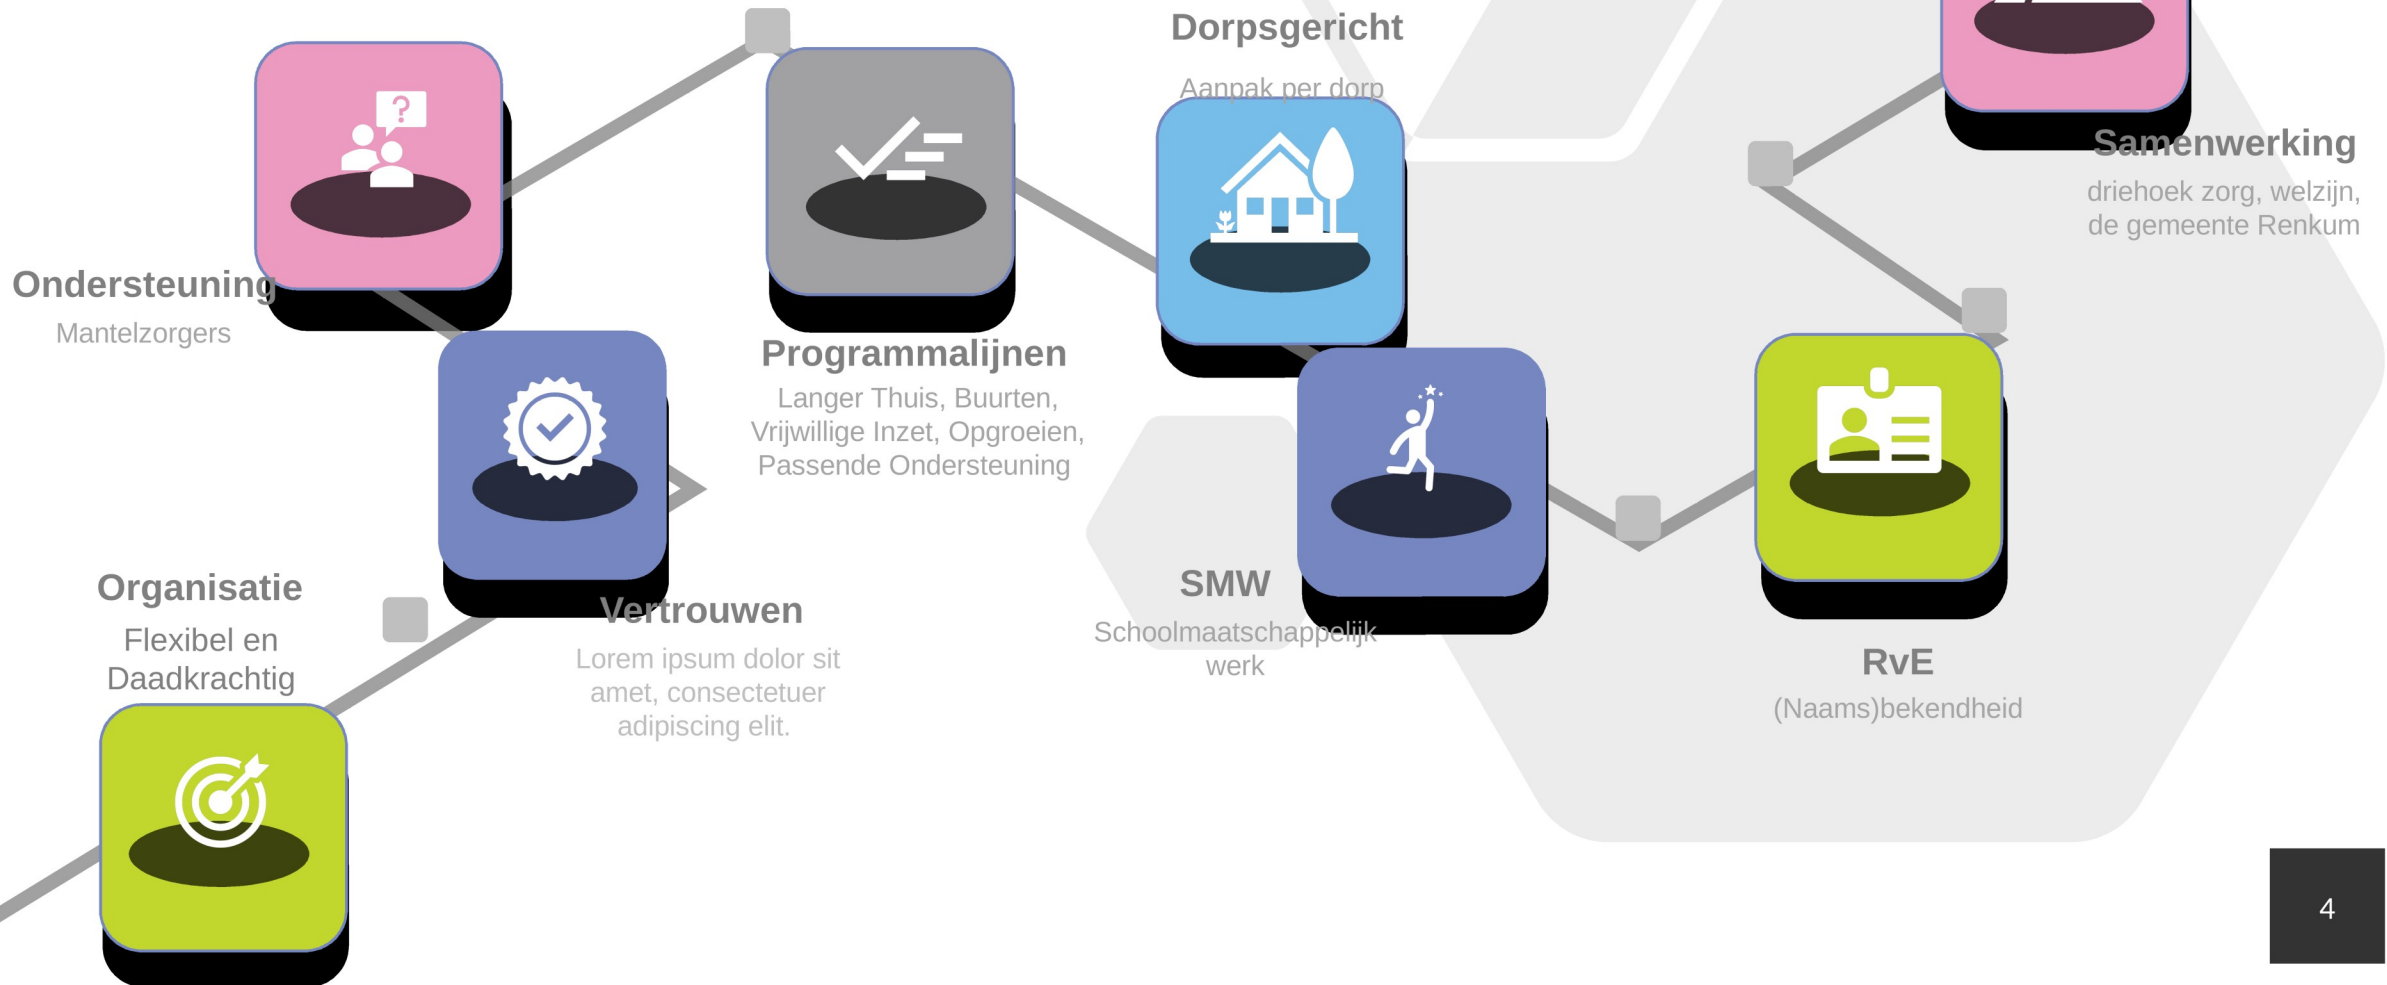 Dorpsgericht
Aanpak per dorp
Samenwerking
driehoek zorg, welzijn,
de gemeente Renkum
Ondersteuning
Mantelzorgers
?
Programmalijnen
Langer Thuis, Buurten,
Vrijwillige Inzet, Opgroeien,
Passende Ondersteuning
Organisatie
Flexibel en
Daadkrachtig
Vertrouwen
Lorem ipsum dolor sit
amet, consectetuer
adipiscing elit.
SMW
Schoolmaatschappelijk
werk
RvE
(Naams)bekendheid
4